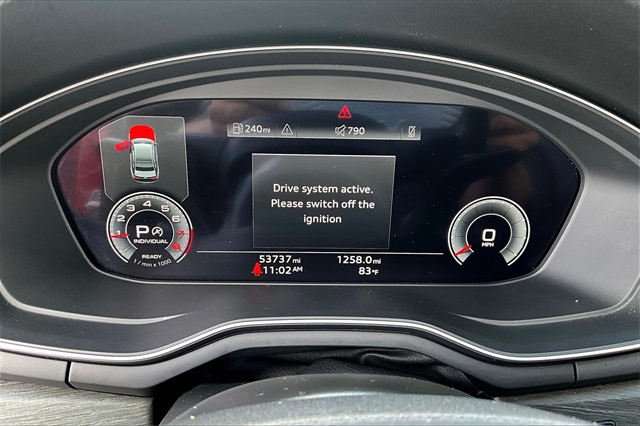 240mi 790
Drive system active.
Please switch off the
ignition
1 2 3 4 5 6 7 8
P
INDIVIDUAL
READY
1/min x 1000
0
MPH
53737mi 1258.0mi
11:02AM 83°F